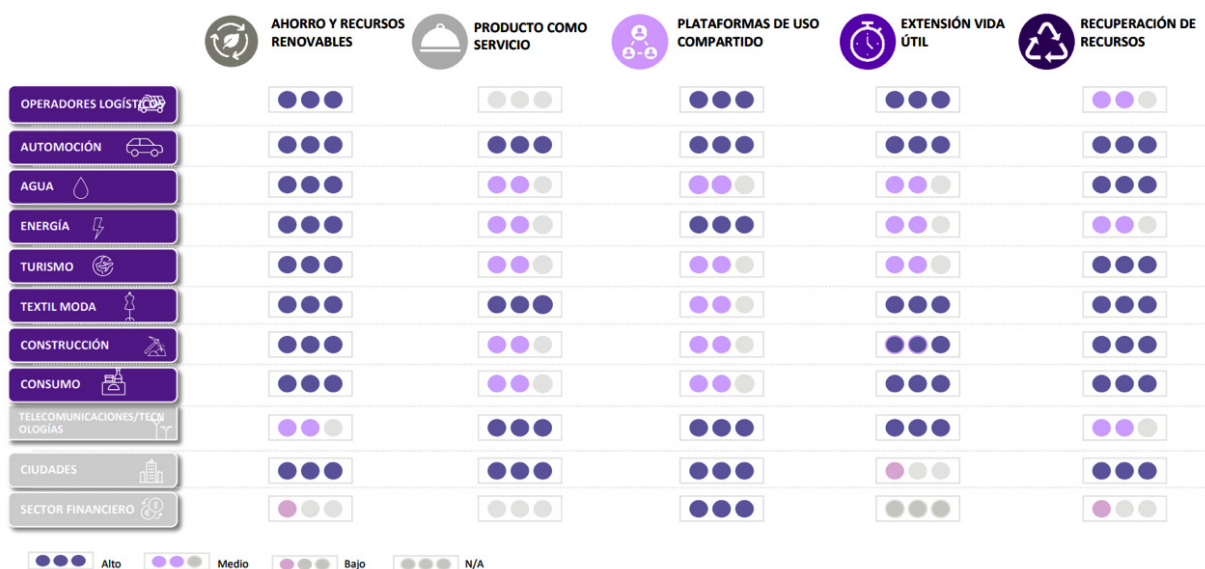 AHORRO Y RECURSOS
RENOVABLES
PRODUCTO COMO
SERVICIO
PLATAFORMAS DE USO
COMPARTIDO
EXTENSIÓN VIDA
ÚTIL
RECUPERACIÓN DE
RECURSOS
OPERADORES LOGÍSTICOS
AUTOMOCIÓN
AGUA
ENERGÍA
TURISMO
TEXTIL MODA
CONSTRUCCIÓN
CONSUMO
TELECOMUNICACIONES/TECN
OLOGÍAS
CIUDADES
SECTOR FINANCIERO
Alto Medio Bajo N/A